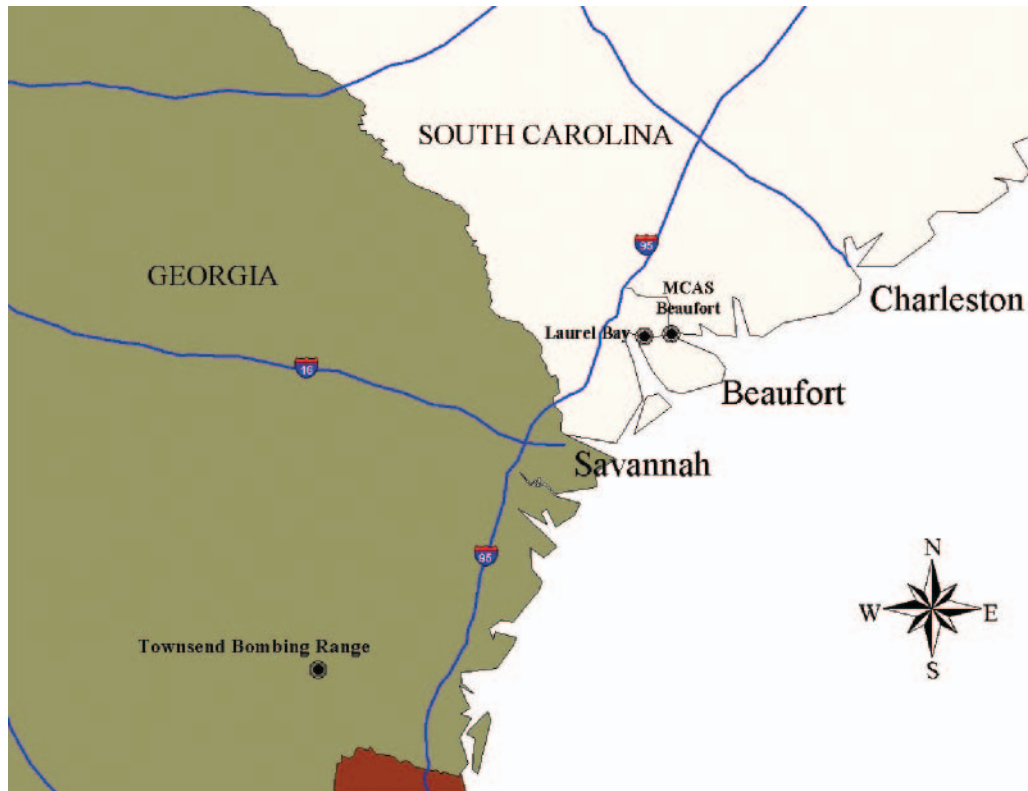 SOUTH CAROLINA
95
GEORGIA
MCAS
Beaufort
Charleston
Laurel Bay
16
Beaufort
Savannah
95
N
W E
S
Townsend Bombing Range